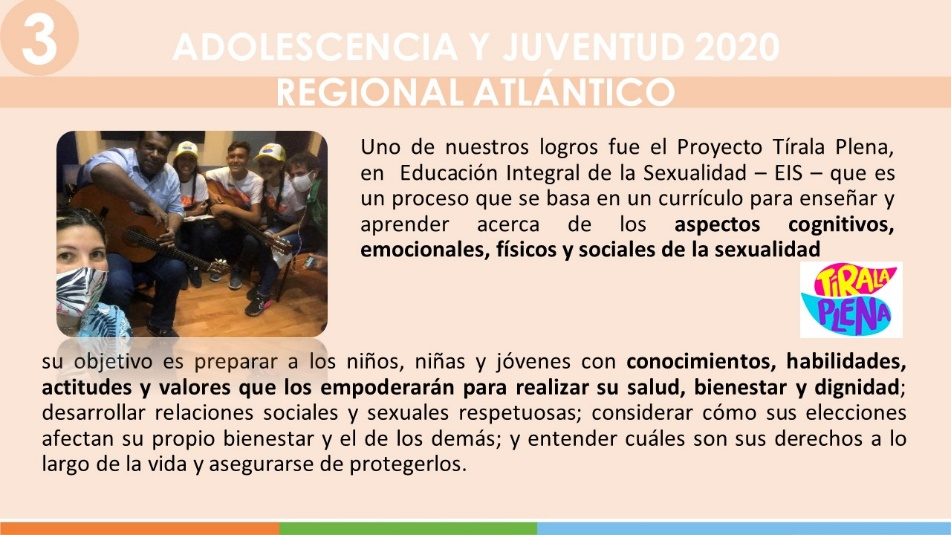 3
ADOLESCENCIA Y JUVENTUD 2020
REGIONAL ATLÁNTICO
Uno de nuestros logros fue el Proyecto Tírala Plena,
en Educación Integral de la Sexualidad – EIS – que es
un proceso que se basa en un currículo para enseñar y
aprender acerca de los aspectos cognitivos,
emocionales, físicos y sociales de la sexualidad
TÍRALA
PLENA
su objetivo es preparar a los niños, niñas y jóvenes con conocimientos, habilidades,
actitudes y valores que los empoderarán para realizar su salud, bienestar y dignidad;
desarrollar relaciones sociales y sexuales respetuosas; considerar cómo sus elecciones
afectan su propio bienestar y el de los demás; y entender cuáles son sus derechos a lo
largo de la vida y asegurarse de protegerlos.